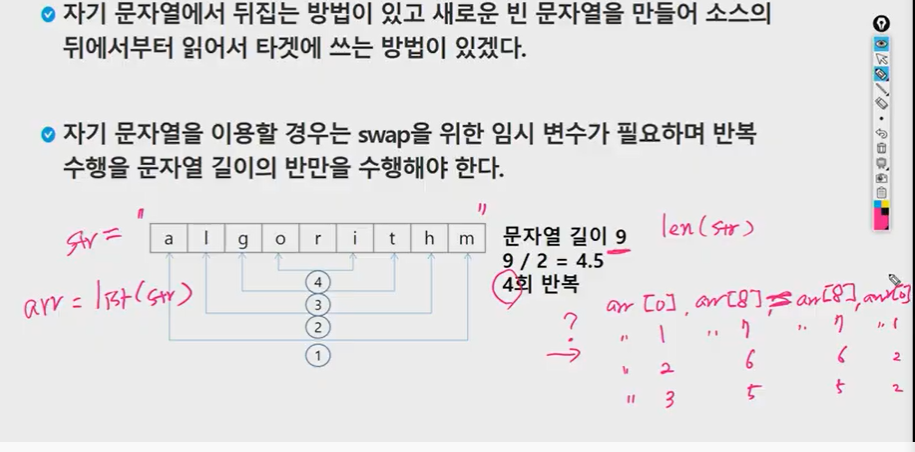 자기 문자열에서 뒤집는 방법이 있고 새로운 빈 문자열을 만들어 소스의
뒤에서부터 읽어서 타겟에 쓰는 방법이 있겠다.
자기 문자열을 이용할 경우는 swap을 위한 임시 변수가 필요하며 반복
수행을 문자열 길이의 반만을 수행해야 한다.
str = " a l g o r i t h m "
arr = list(str)
4
3
2
1
문자열 길이 9 len(str)
9 / 2 = 4.5
4회 반복
arr [0], arr[8] = arr[8], arr[0]
? " 1 " 7 " 7 " 1
→ " 2 6 6 2
" 3 5 5 2